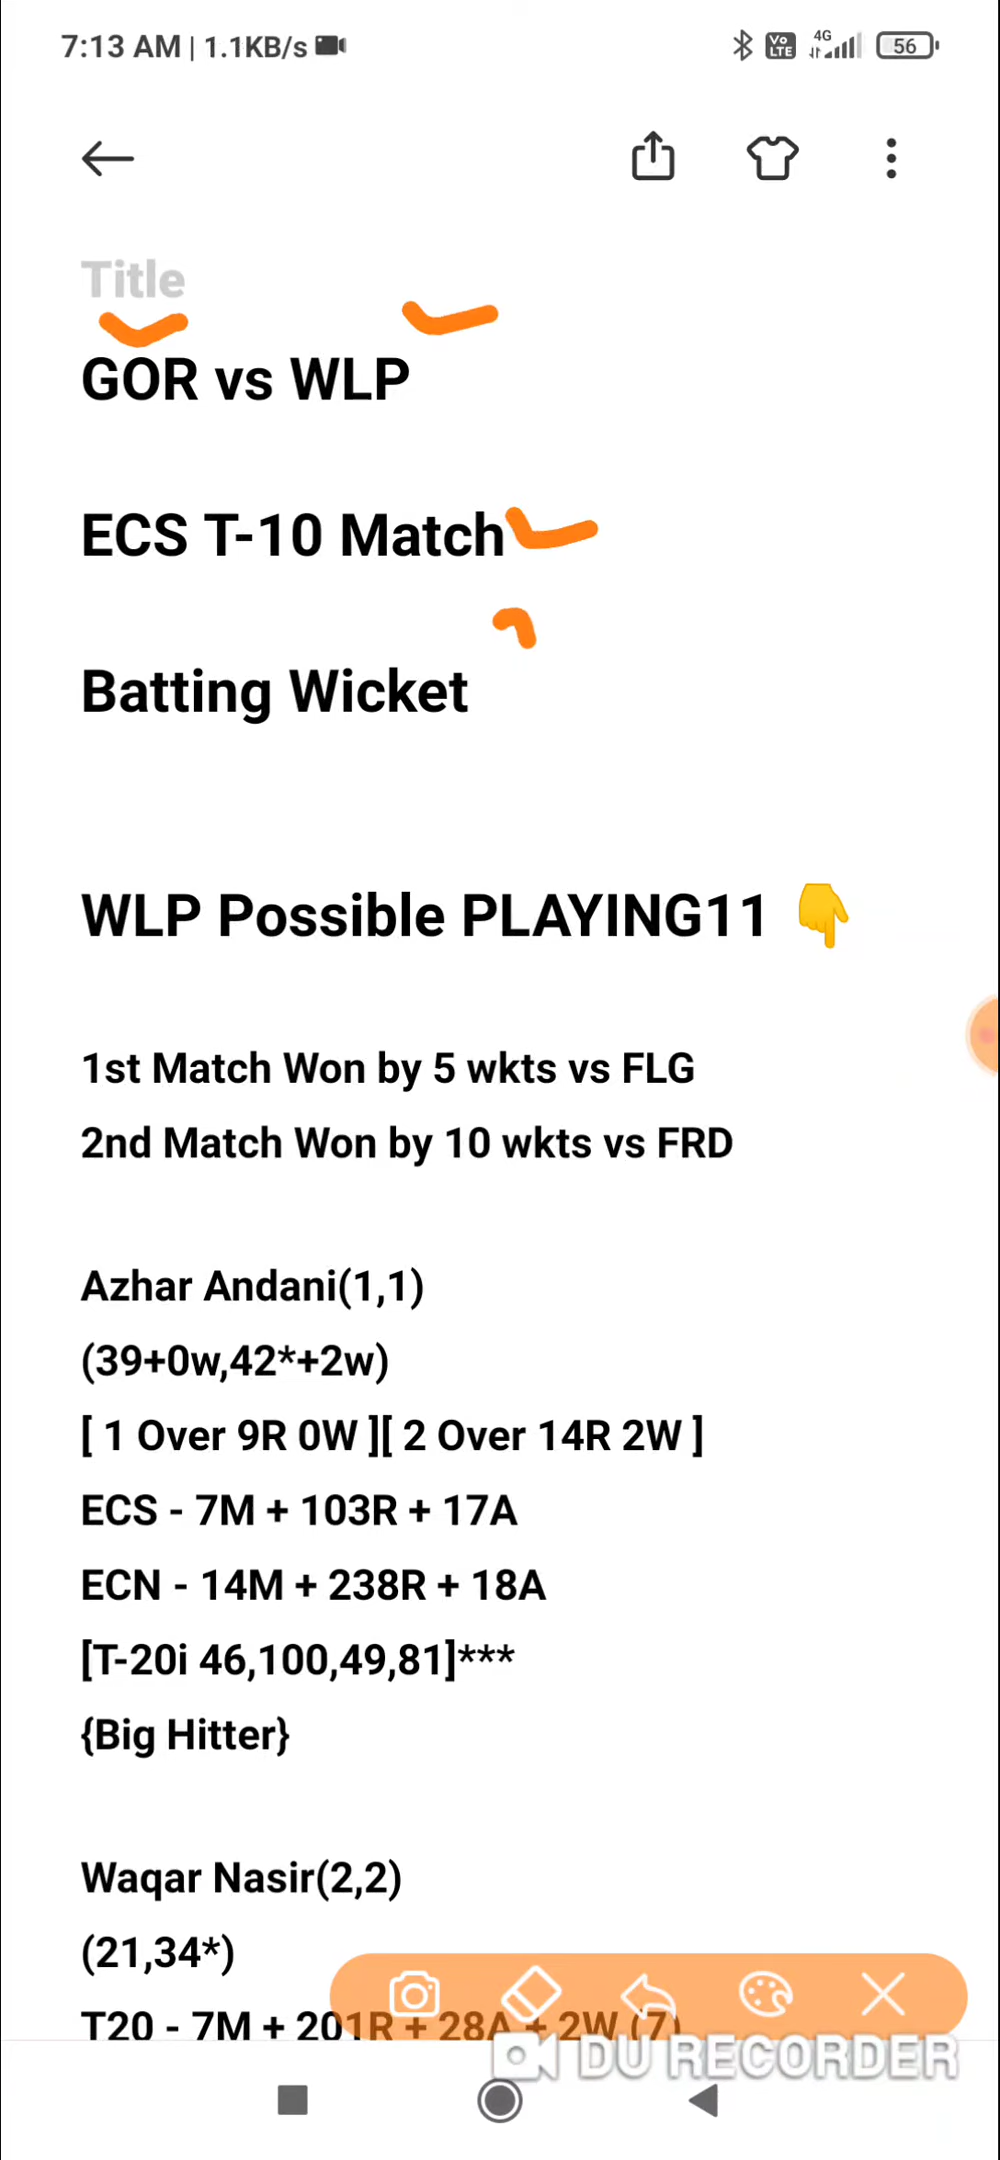 7:13 AM | 1.1KB/s Vo LTE 4G 56
Title
GOR vs WLP
ECS T-10 Match
Batting Wicket
WLP Possible PLAYING11 👇
1st Match Won by 5 wkts vs FLG
2nd Match Won by 10 wkts vs FRD
Azhar Andani(1,1)
(39+0w,42*+2w)
[ 1 Over 9R 0W ][ 2 Over 14R 2W ]
ECS - 7M + 103R + 17A
ECN - 14M + 238R + 18A
[T-20i 46,100,49,81]***
{Big Hitter}
Waqar Nasir(2,2)
(21,34*)
T20 - 7M + 201R + 28A + 2W (7)
DU RECORDER